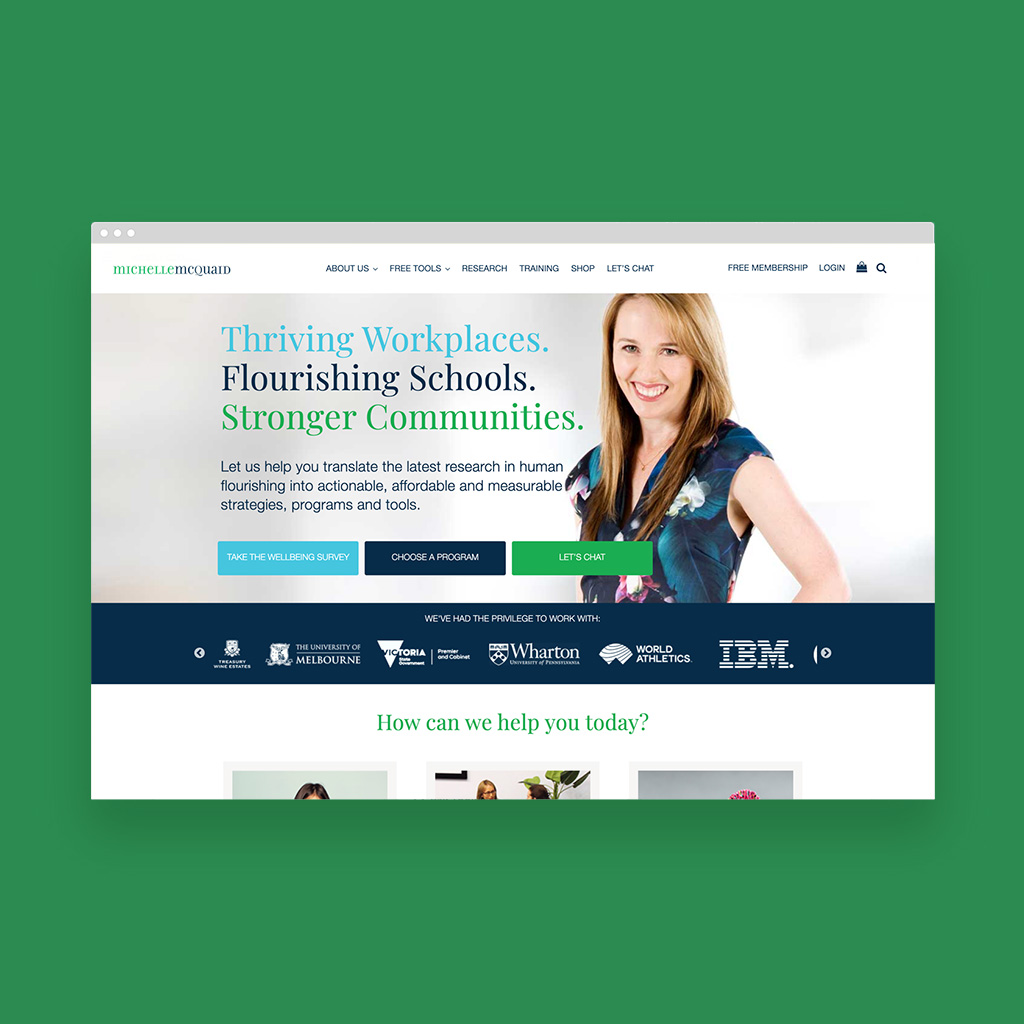 michellemcquaid
ABOUT US
FREE TOOLS
RESEARCH
TRAINING
SHOP
LET'S CHAT
FREE MEMBERSHIP
LOGIN
Thriving Workplaces.
Flourishing Schools.
Stronger Communities.
Let us help you translate the latest research in human
flourishing into actionable, affordable and measurable
strategies, programs and tools.
TAKE THE WELLBEING SURVEY
CHOOSE A PROGRAM
LET'S CHAT
WE'VE HAD THE PRIVILEGE TO WORK WITH:
TREASURY
WINE ESTATES
THE UNIVERSITY OF
MELBOURNE
VICTORIA
State
Government
Premier
and Cabinet
Wharton
UNIVERSITY of PENNSYLVANIA
WORLD
ATHLETICS.
IBM.
How can we help you today?